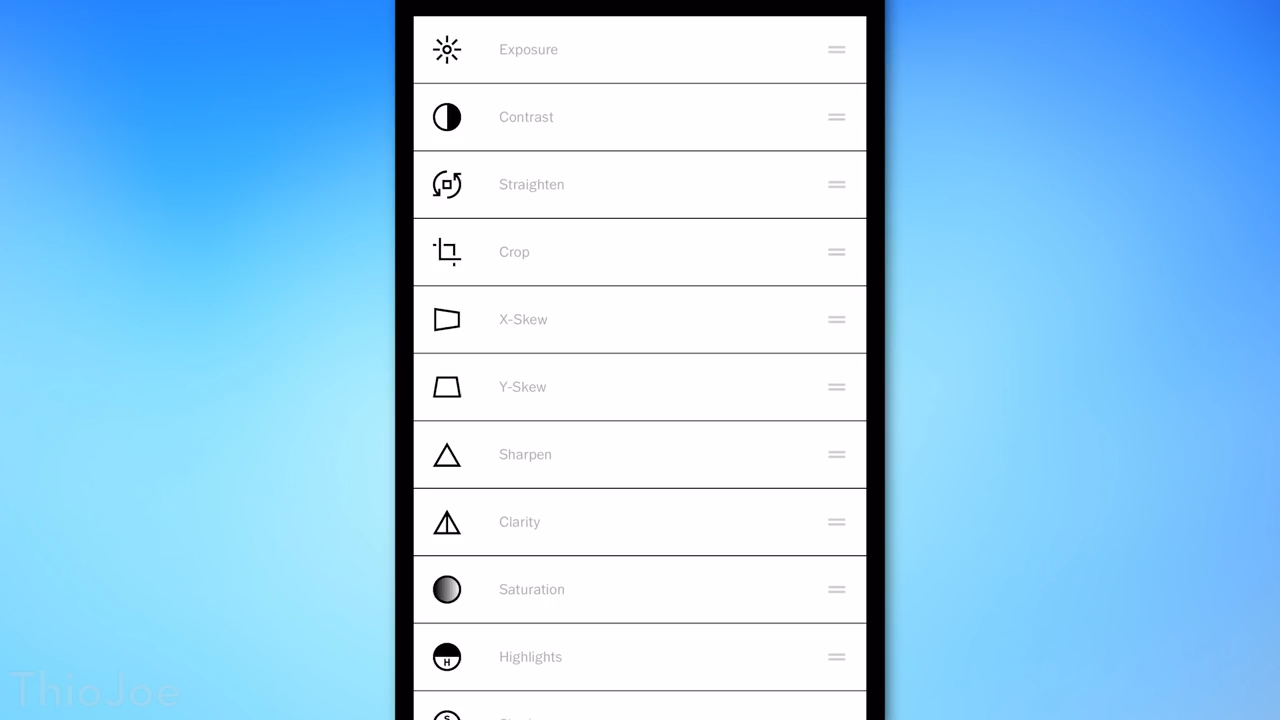 Exposure
Contrast
Straighten
Crop
X-Skew
Y-Skew
Sharpen
Clarity
Saturation
H
Highlights
S
ThioJoe